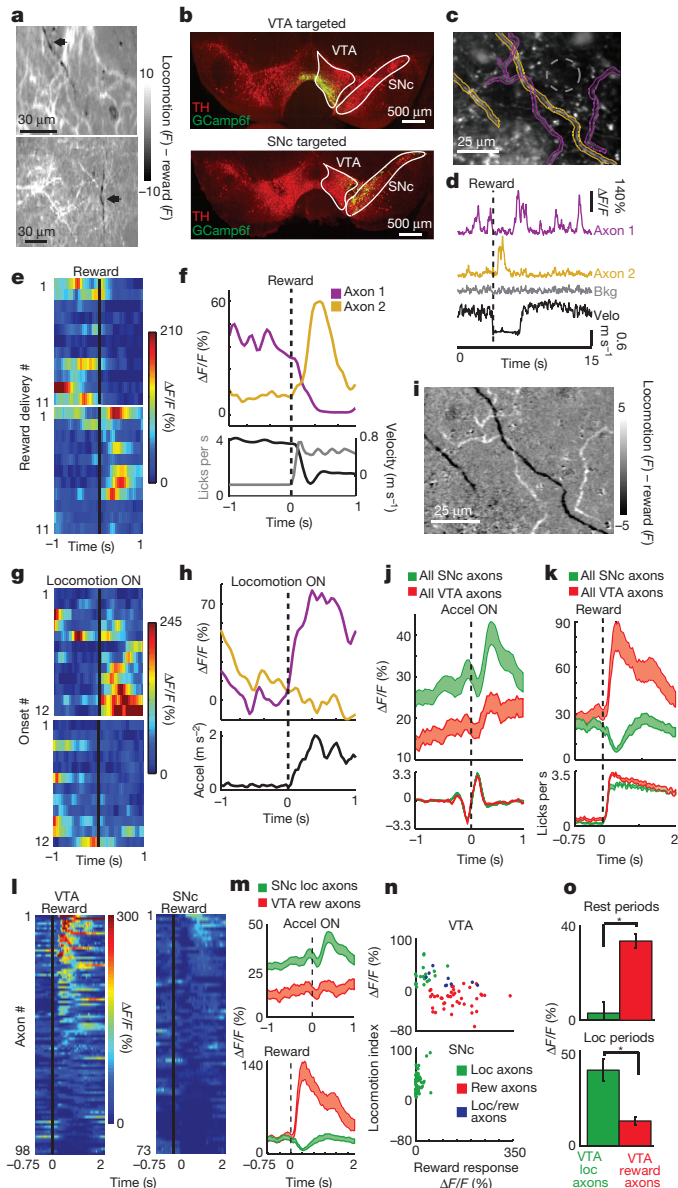 a
30 μm
30 μm
10
−10
Locomotion (F) – reward (F)
b
VTA targeted
VTA
SNc
TH
GCamp6f
500 μm
SNc targeted
VTA
SNc
TH
GCamp6f
500 μm
c
25 μm
d
Reward
140%
ΔF/F
Axon 1
Axon 2
Bkg
Velo
0.6
m s⁻¹
0
15
Time (s)
e
Reward
1
11
1
11
Reward delivery #
−1
1
Time (s)
210
0
ΔF/F (%)
f
Reward
Axon 1
Axon 2
60
0
ΔF/F (%)
4
0
Licks per s
0.8
0
Velocity (m s⁻¹)
−1
0
1
Time (s)
i
25 μm
5
−5
Locomotion (F) – reward (F)
g
Locomotion ON
1
12
1
12
Onset #
−1
1
Time (s)
245
0
ΔF/F (%)
h
Locomotion ON
70
0
ΔF/F (%)
2
0
Accel (m s⁻²)
−1
0
1
Time (s)
j
All SNc axons
All VTA axons
Accel ON
40
30
20
10
ΔF/F (%)
3.3
−3.3
−1
0
1
Time (s)
k
All SNc axons
All VTA axons
Reward
90
60
30
0
3.5
0
Licks per s
−0.75
0
2
Time (s)
l
VTA
Reward
SNc
Reward
300
0
ΔF/F (%)
Axon #
98
73
−0.75
2
−0.75
2
Time (s)
m
SNc loc axons
VTA rew axons
Accel ON
50
25
0
−1
0
1
ΔF/F (%)
Reward
140
70
0
−0.75
0
2
Time (s)
n
VTA
100
0
−80
ΔF/F (%)
SNc
100
0
−80
Locomotion index
Loc axons
Rew axons
Loc/rew
axons
0
350
Reward response
ΔF/F (%)
o
Rest periods
*
40
0
ΔF/F (%)
Loc periods
*
50
0
VTA
loc
axons
VTA
reward
axons